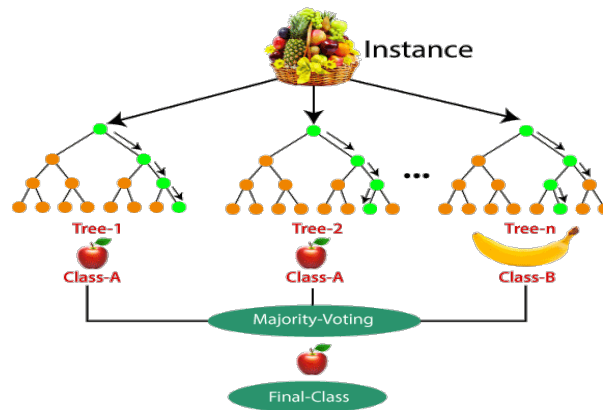 Instance
...
Tree-1
Tree-2
Tree-n
Class-A
Class-A
Class-B
Majority-Voting
Final-Class